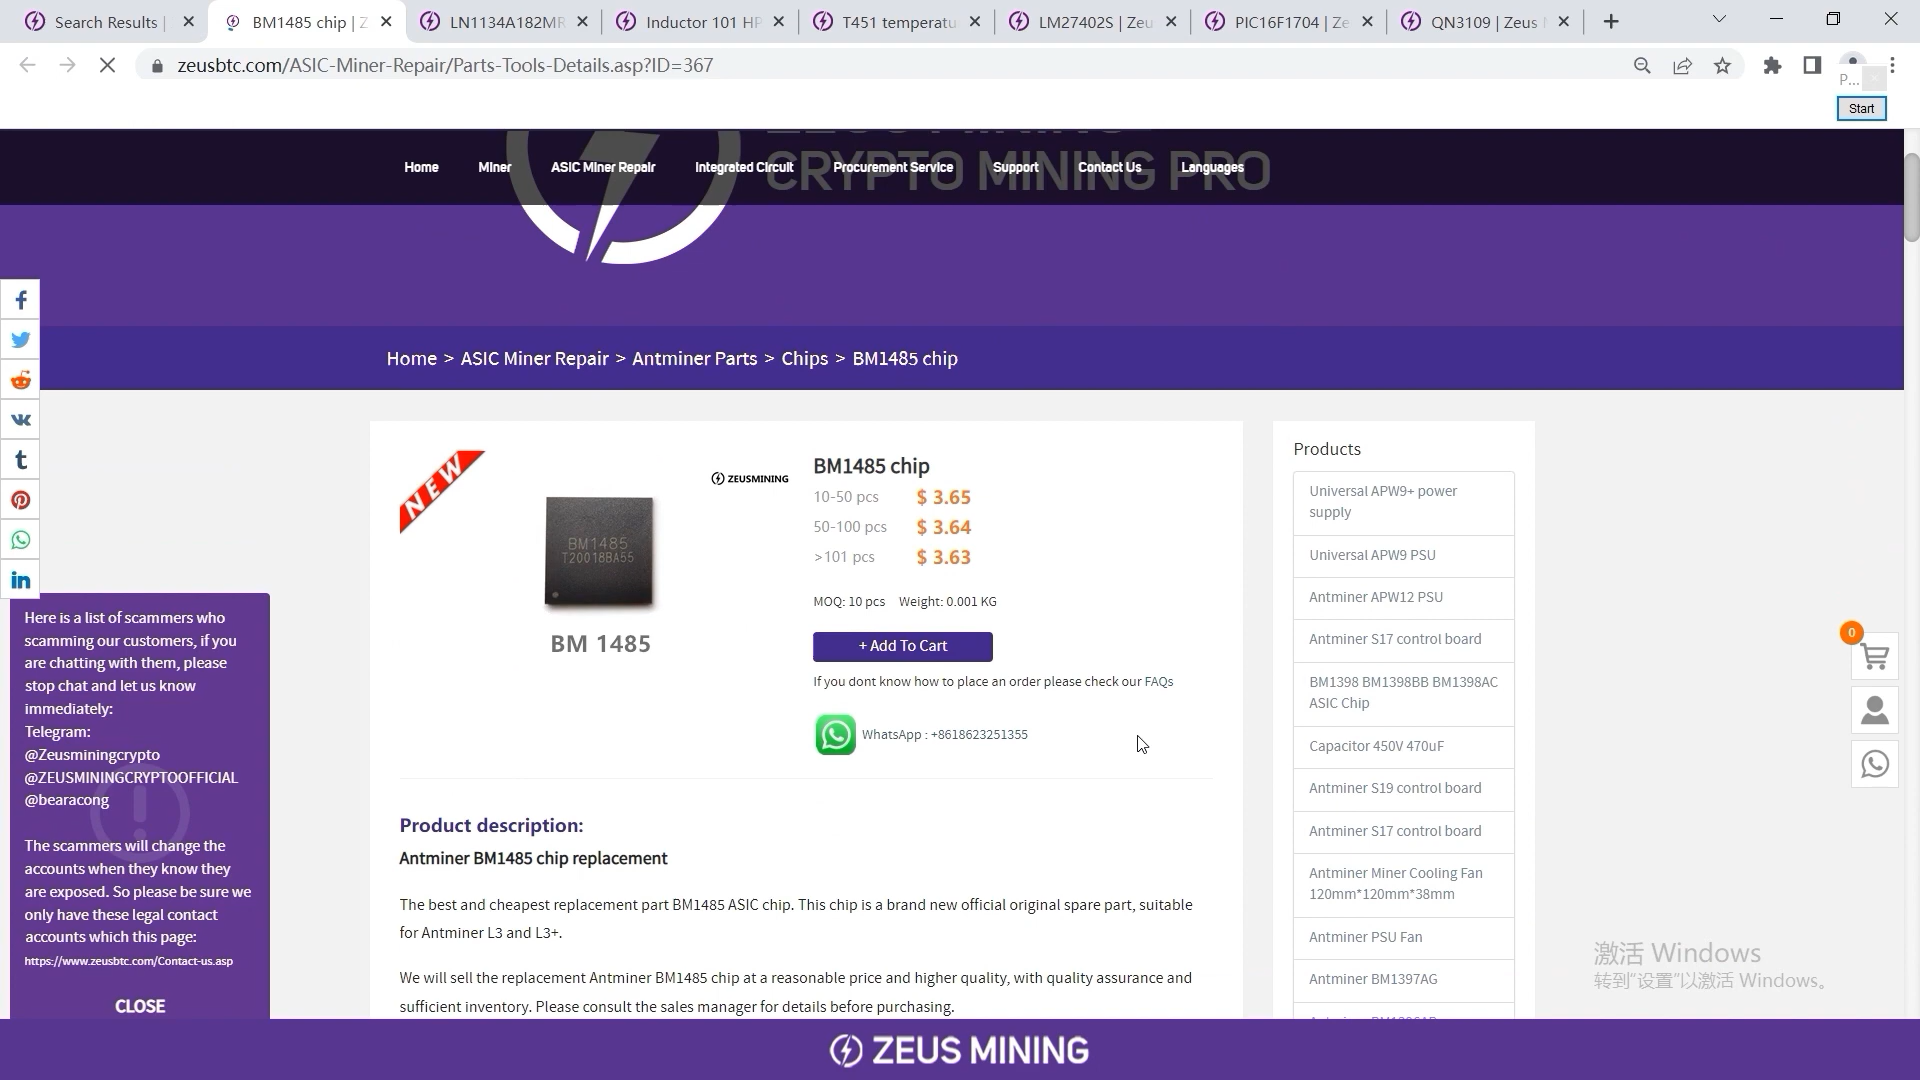 Search Results |
BM1485 chip | Z
LN1134A182MR
Inductor 101 HP
T451 temperatu
LM27402S | Zeu
PIC16F1704 | Ze
QN3109 | Zeus
zeusbtc.com/ASIC-Miner-Repair/Parts-Tools-Details.asp?ID=367
P...
Start
CRYPTO MINING PRO
Home
Miner
ASIC Miner Repair
Integrated Circuit
Procurement Service
Support
Contact Us
Languages
Home > ASIC Miner Repair > Antminer Parts > Chips > BM1485 chip
NEW
ZEUSMINING
BM1485
T20018BA55
BM 1485
BM1485 chip
10-50 pcs $ 3.65
50-100 pcs $ 3.64
>101 pcs $ 3.63
MOQ: 10 pcs Weight: 0.001 KG
+ Add To Cart
If you dont know how to place an order please check our FAQs
WhatsApp : +8618623251355
Product description:
Antminer BM1485 chip replacement
The best and cheapest replacement part BM1485 ASIC chip. This chip is a brand new official original spare part, suitable
for Antminer L3 and L3+.
We will sell the replacement Antminer BM1485 chip at a reasonable price and higher quality, with quality assurance and
sufficient inventory. Please consult the sales manager for details before purchasing.
Products
Universal APW9+ power
supply
Universal APW9 PSU
Antminer APW12 PSU
Antminer S17 control board
BM1398 BM1398BB BM1398AC
ASIC Chip
Capacitor 450V 470uF
Antminer S19 control board
Antminer S17 control board
Antminer Miner Cooling Fan
120mm*120mm*38mm
Antminer PSU Fan
Antminer BM1397AG
0
Here is a list of scammers who
scamming our customers, if you
are chatting with them, please
stop chat and let us know
immediately:
Telegram:
@Zeusminingcrypto
@ZEUSMININGCRYPTOOFFICIAL
@bearacong
The scammers will change the
accounts when they know they
are exposed. So please be sure we
only have these legal contact
accounts which this page:
https://www.zeusbtc.com/Contact-us.asp
CLOSE
激活 Windows
转到"设置"以激活 Windows。
ZEUS MINING